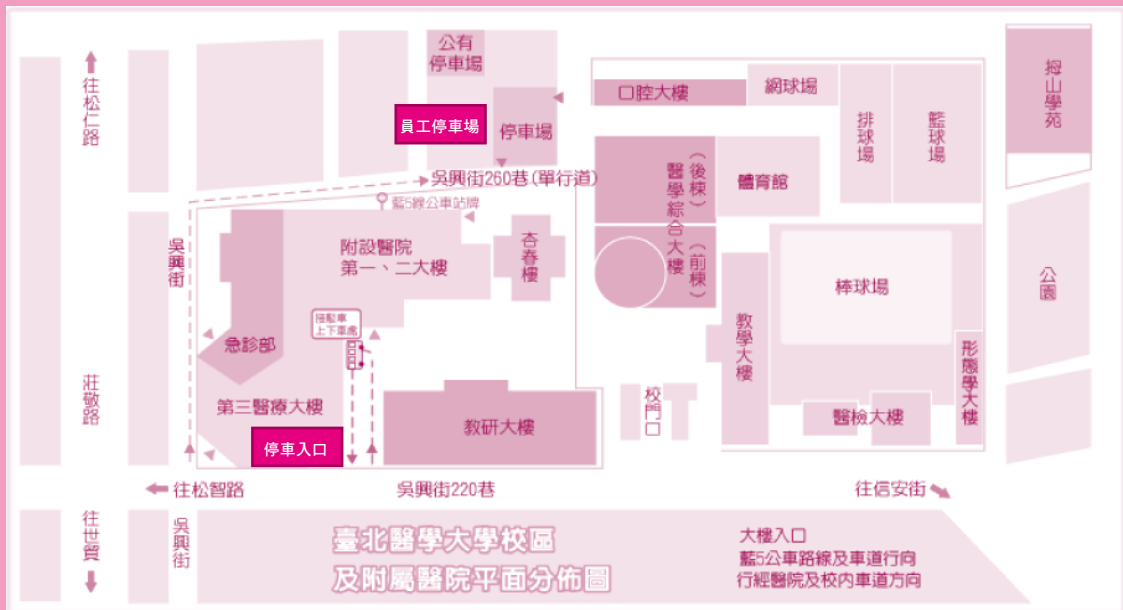 公有
停車場
往松仁路
員工停車場
停車場
口腔大樓
網球場
排球場
籃球場
拇山學苑
吳興街260巷(單行道)
藍5線公車站牌
醫學綜合大樓
(後棟)
(前棟)
體育館
吳興街
附設醫院
第一、二大樓
杏春樓
棒球場
公園
接駁車
上下車處
急診部
教學大樓
形態學大樓
莊敬路
第三醫療大樓
停車入口
教研大樓
校門口
醫檢大樓
往松智路
吳興街220巷
往信安街
往世貿
吳興街
臺北醫學大學校區
及附屬醫院平面分佈圖
大樓入口
藍5公車路線及車道行向
行經醫院及校內車道方向